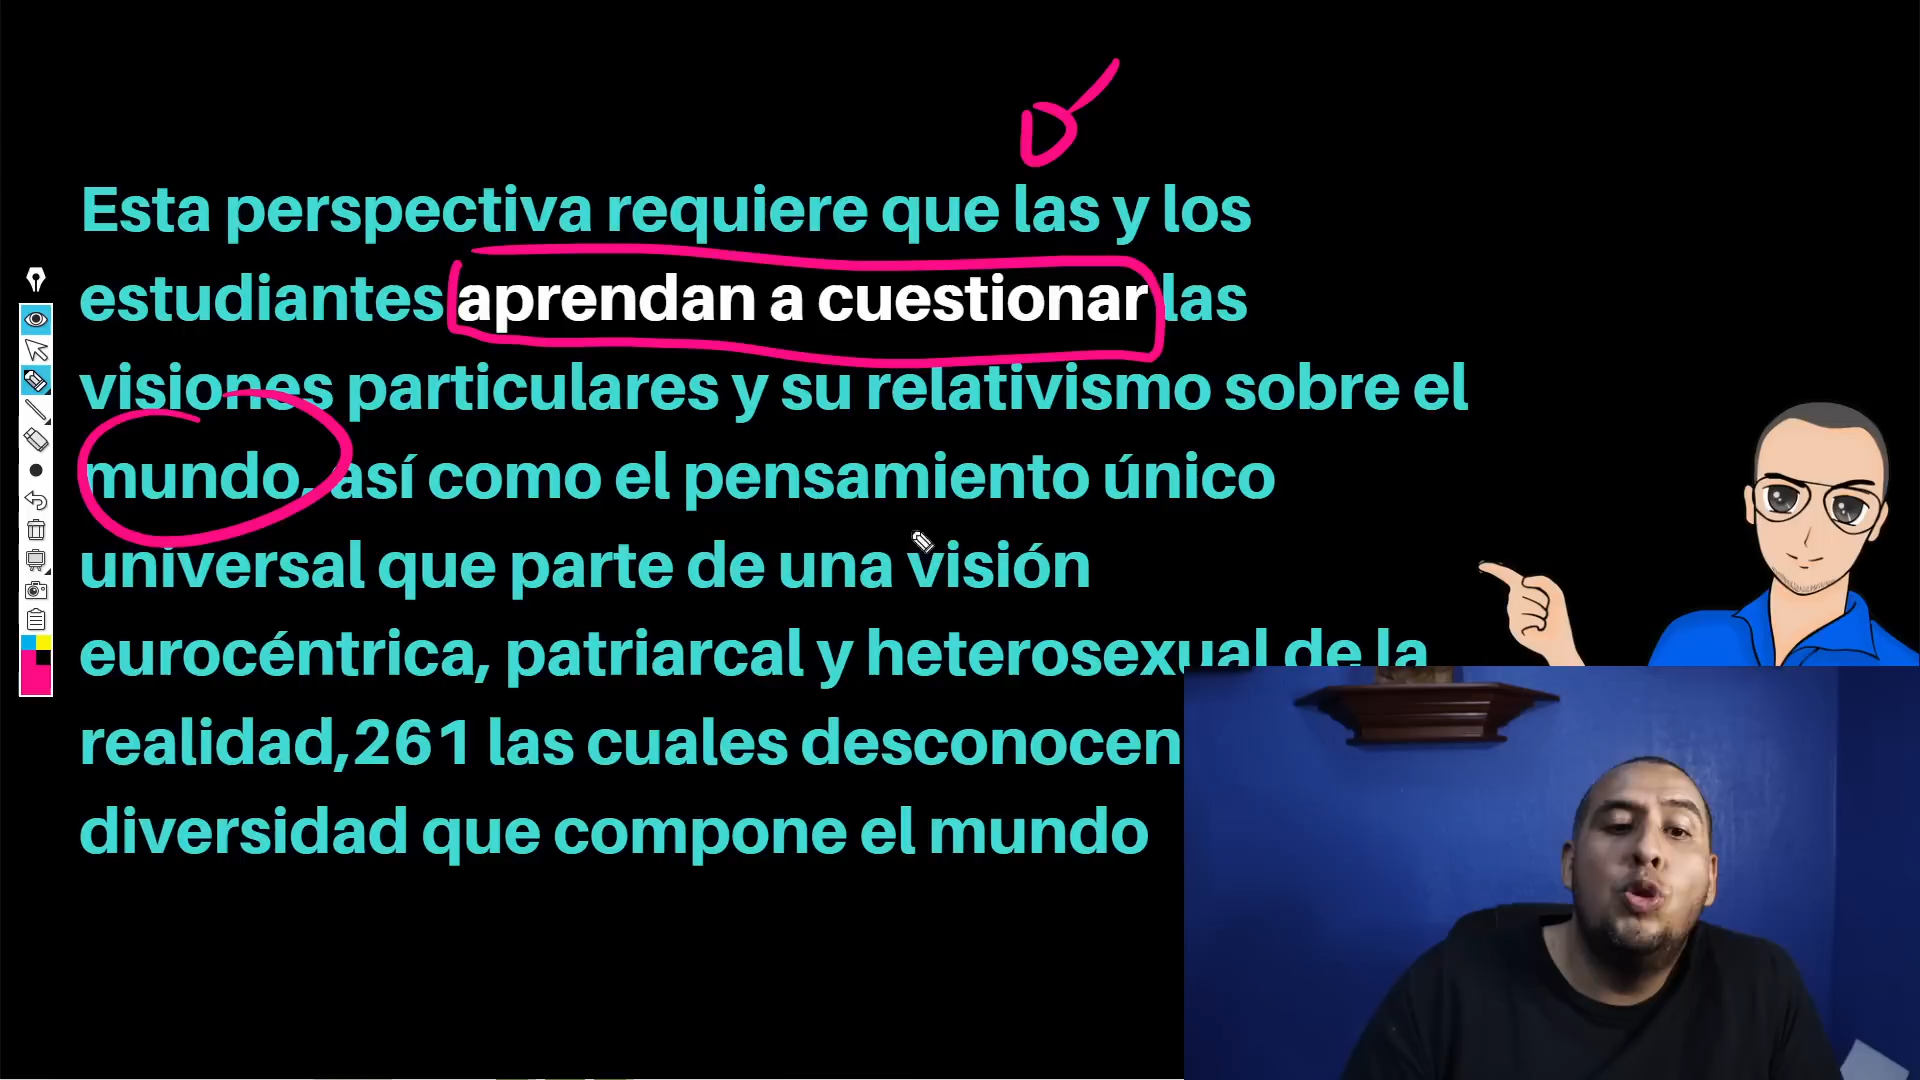 Esta perspectiva requiere que las y los
estudiantes aprendan a cuestionar las
visiones particulares y su relativismo sobre el
mundo, así como el pensamiento único
universal que parte de una visión
eurocéntrica, patriarcal y heterosexual de la
realidad,261 las cuales desconocen
diversidad que compone el mundo